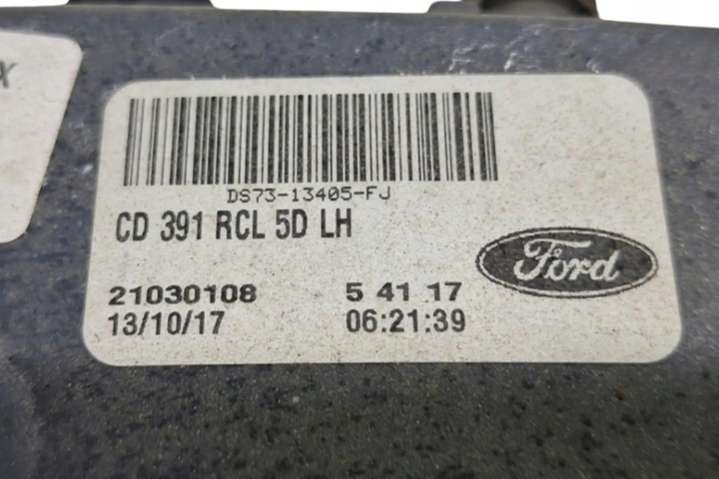 X
DS73-13405-FJ
CD 391 RCL 5D LH
Ford
21030108 5 41 17
13/10/17 06:21:39